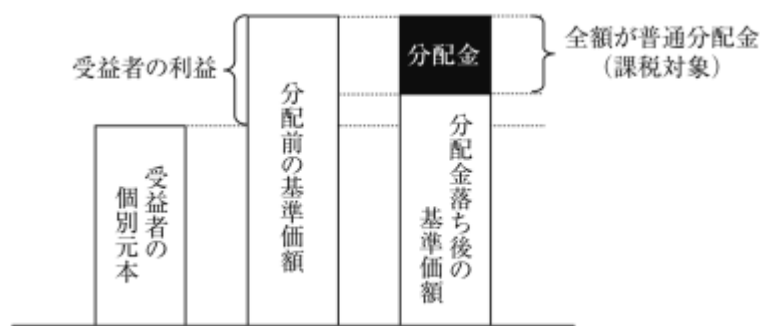 受益者の利益
全額が普通分配金
（課税対象）
分配金
受益者の
個別元本
分配前の基準価額
分配金落ち後の
基準価額